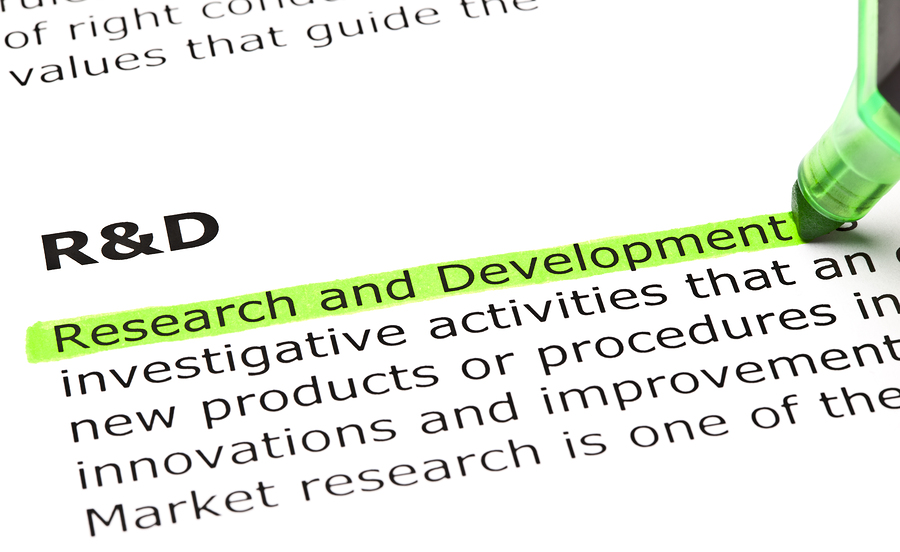 of right
values that guide the
R&D
Research and Development
investigative activities that an
new products or procedures in
innovations and improvement
Market research is one of the